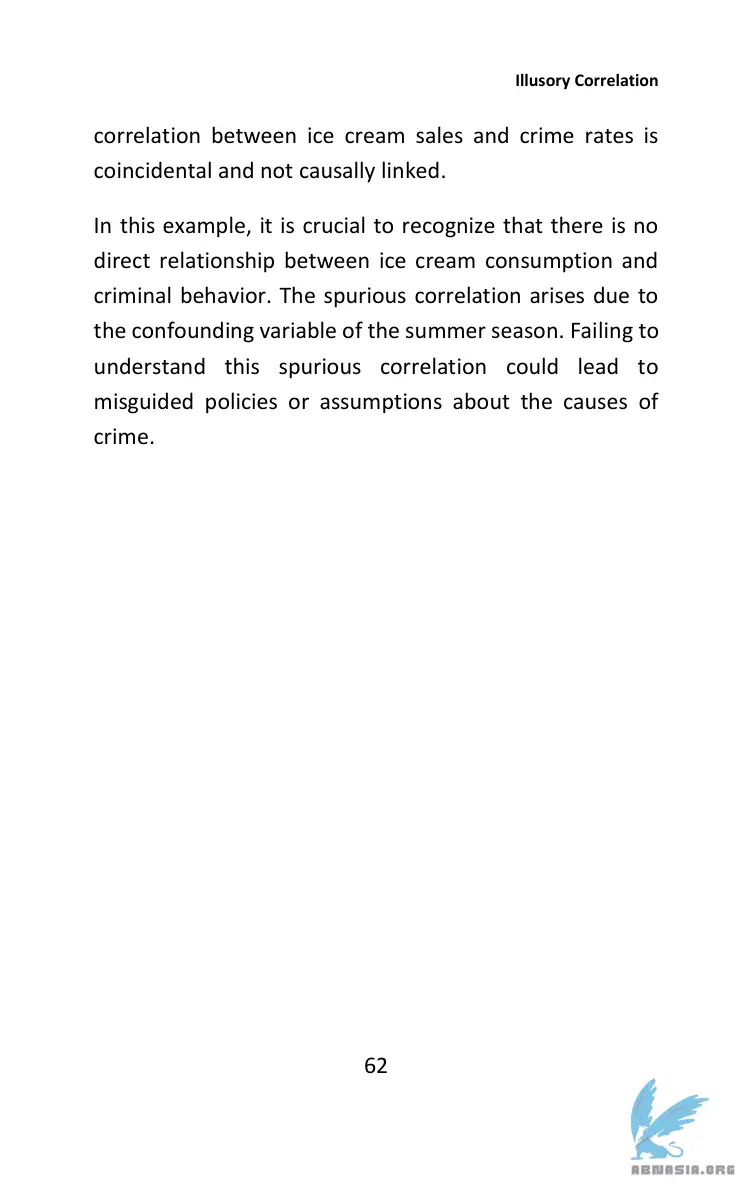 Illusory Correlation
correlation between ice cream sales and crime rates is
coincidental and not causally linked.
In this example, it is crucial to recognize that there is no
direct relationship between ice cream consumption and
criminal behavior. The spurious correlation arises due to
the confounding variable of the summer season. Failing to
understand this spurious correlation could lead to
misguided policies or assumptions about the causes of
crime.
62
ABNASIA.ORG